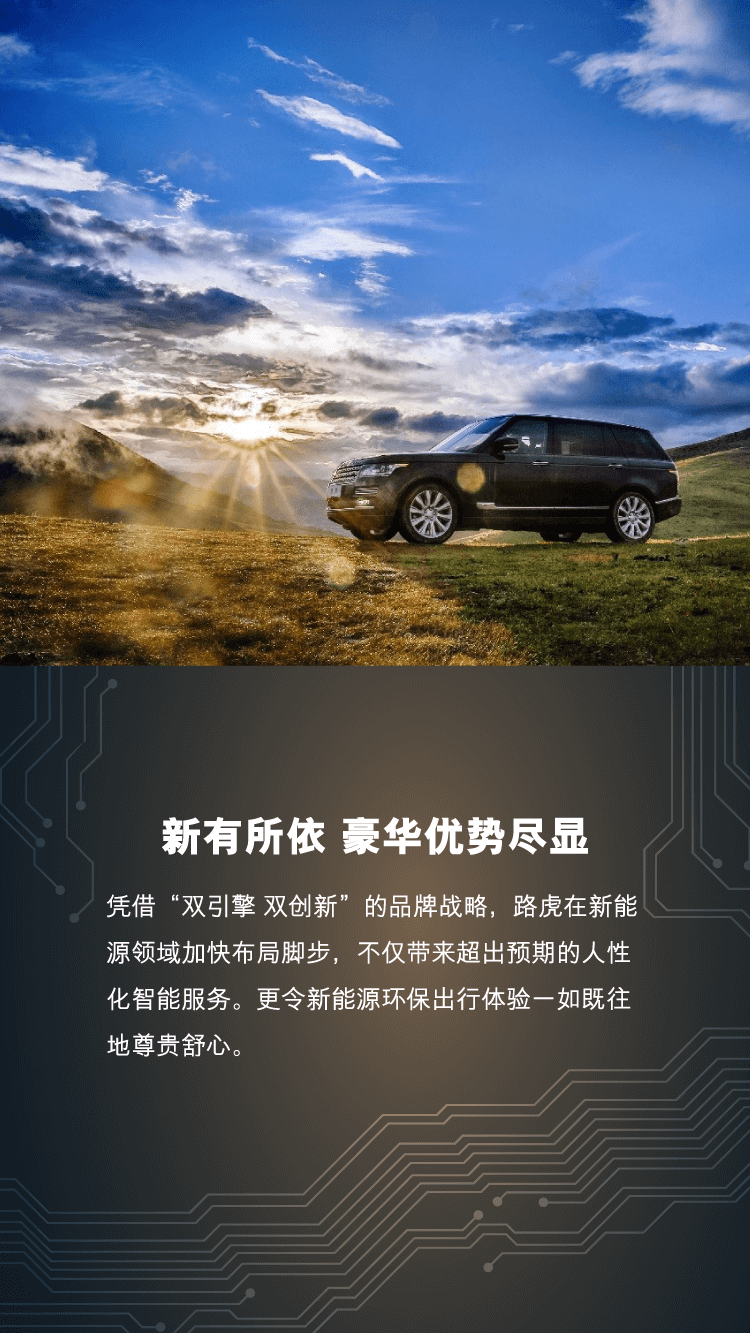 新有所依 豪华优势尽显
凭借“双引擎 双创新”的品牌战略，路虎在新能
源领域加快布局脚步，不仅带来超出预期的人性
化智能服务。更令新能源环保出行体验一如既往
地尊贵舒心。